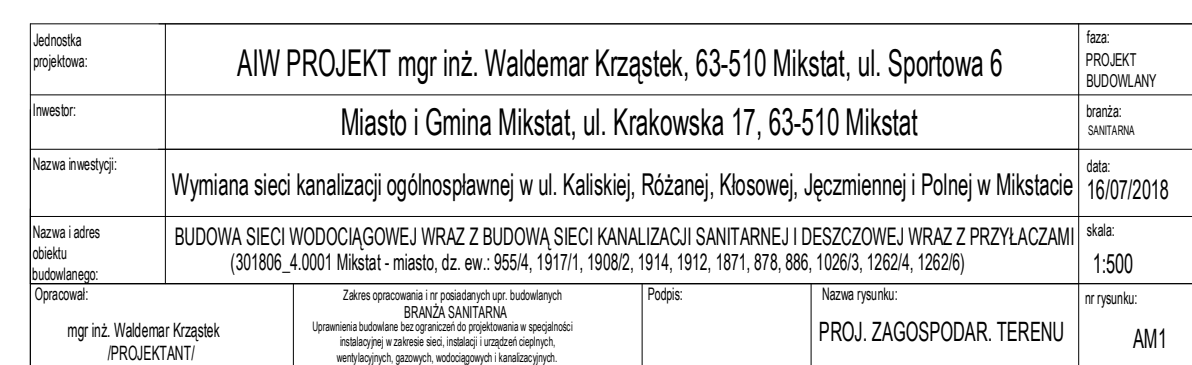 Jednostka
projektowa:
AIW PROJEKT mgr inż. Waldemar Krząstek, 63-510 Mikstat, ul. Sportowa 6
faza:
PROJEKT
BUDOWLANY
Inwestor:
Miasto i Gmina Mikstat, ul. Krakowska 17, 63-510 Mikstat
branża:
SANITARNA
Nazwa inwestycji:
Wymiana sieci kanalizacji ogólnospławnej w ul. Kaliskiej, Różanej, Kłosowej, Jęczmiennej i Polnej w Mikstacie
data:
16/07/2018
Nazwa i adres
obiektu
budowlanego:
BUDOWA SIECI WODOCIĄGOWEJ WRAZ Z BUDOWĄ SIECI KANALIZACJI SANITARNEJ I DESZCZOWEJ WRAZ Z PRZYŁACZAMI
(301806_4.0001 Mikstat - miasto, dz. ew.: 955/4, 1917/1, 1908/2, 1914, 1912, 1871, 878, 886, 1026/3, 1262/4, 1262/6)
skala:
1:500
Opracował:
mgr inż. Waldemar Krząstek
/PROJEKTANT/
Zakres opracowania i nr posiadanych upr. budowlanych
BRANŻA SANITARNA
Uprawnienia budowlane bez ograniczeń do projektowania w specjalności
instalacyjnej w zakresie sieci, instalacji i urządzeń cieplnych,
wentylacyjnych, gazowych, wodociągowych i kanalizacyjnych.
Podpis:
Nazwa rysunku:
PROJ. ZAGOSPODAR. TERENU
nr rysunku:
AM1